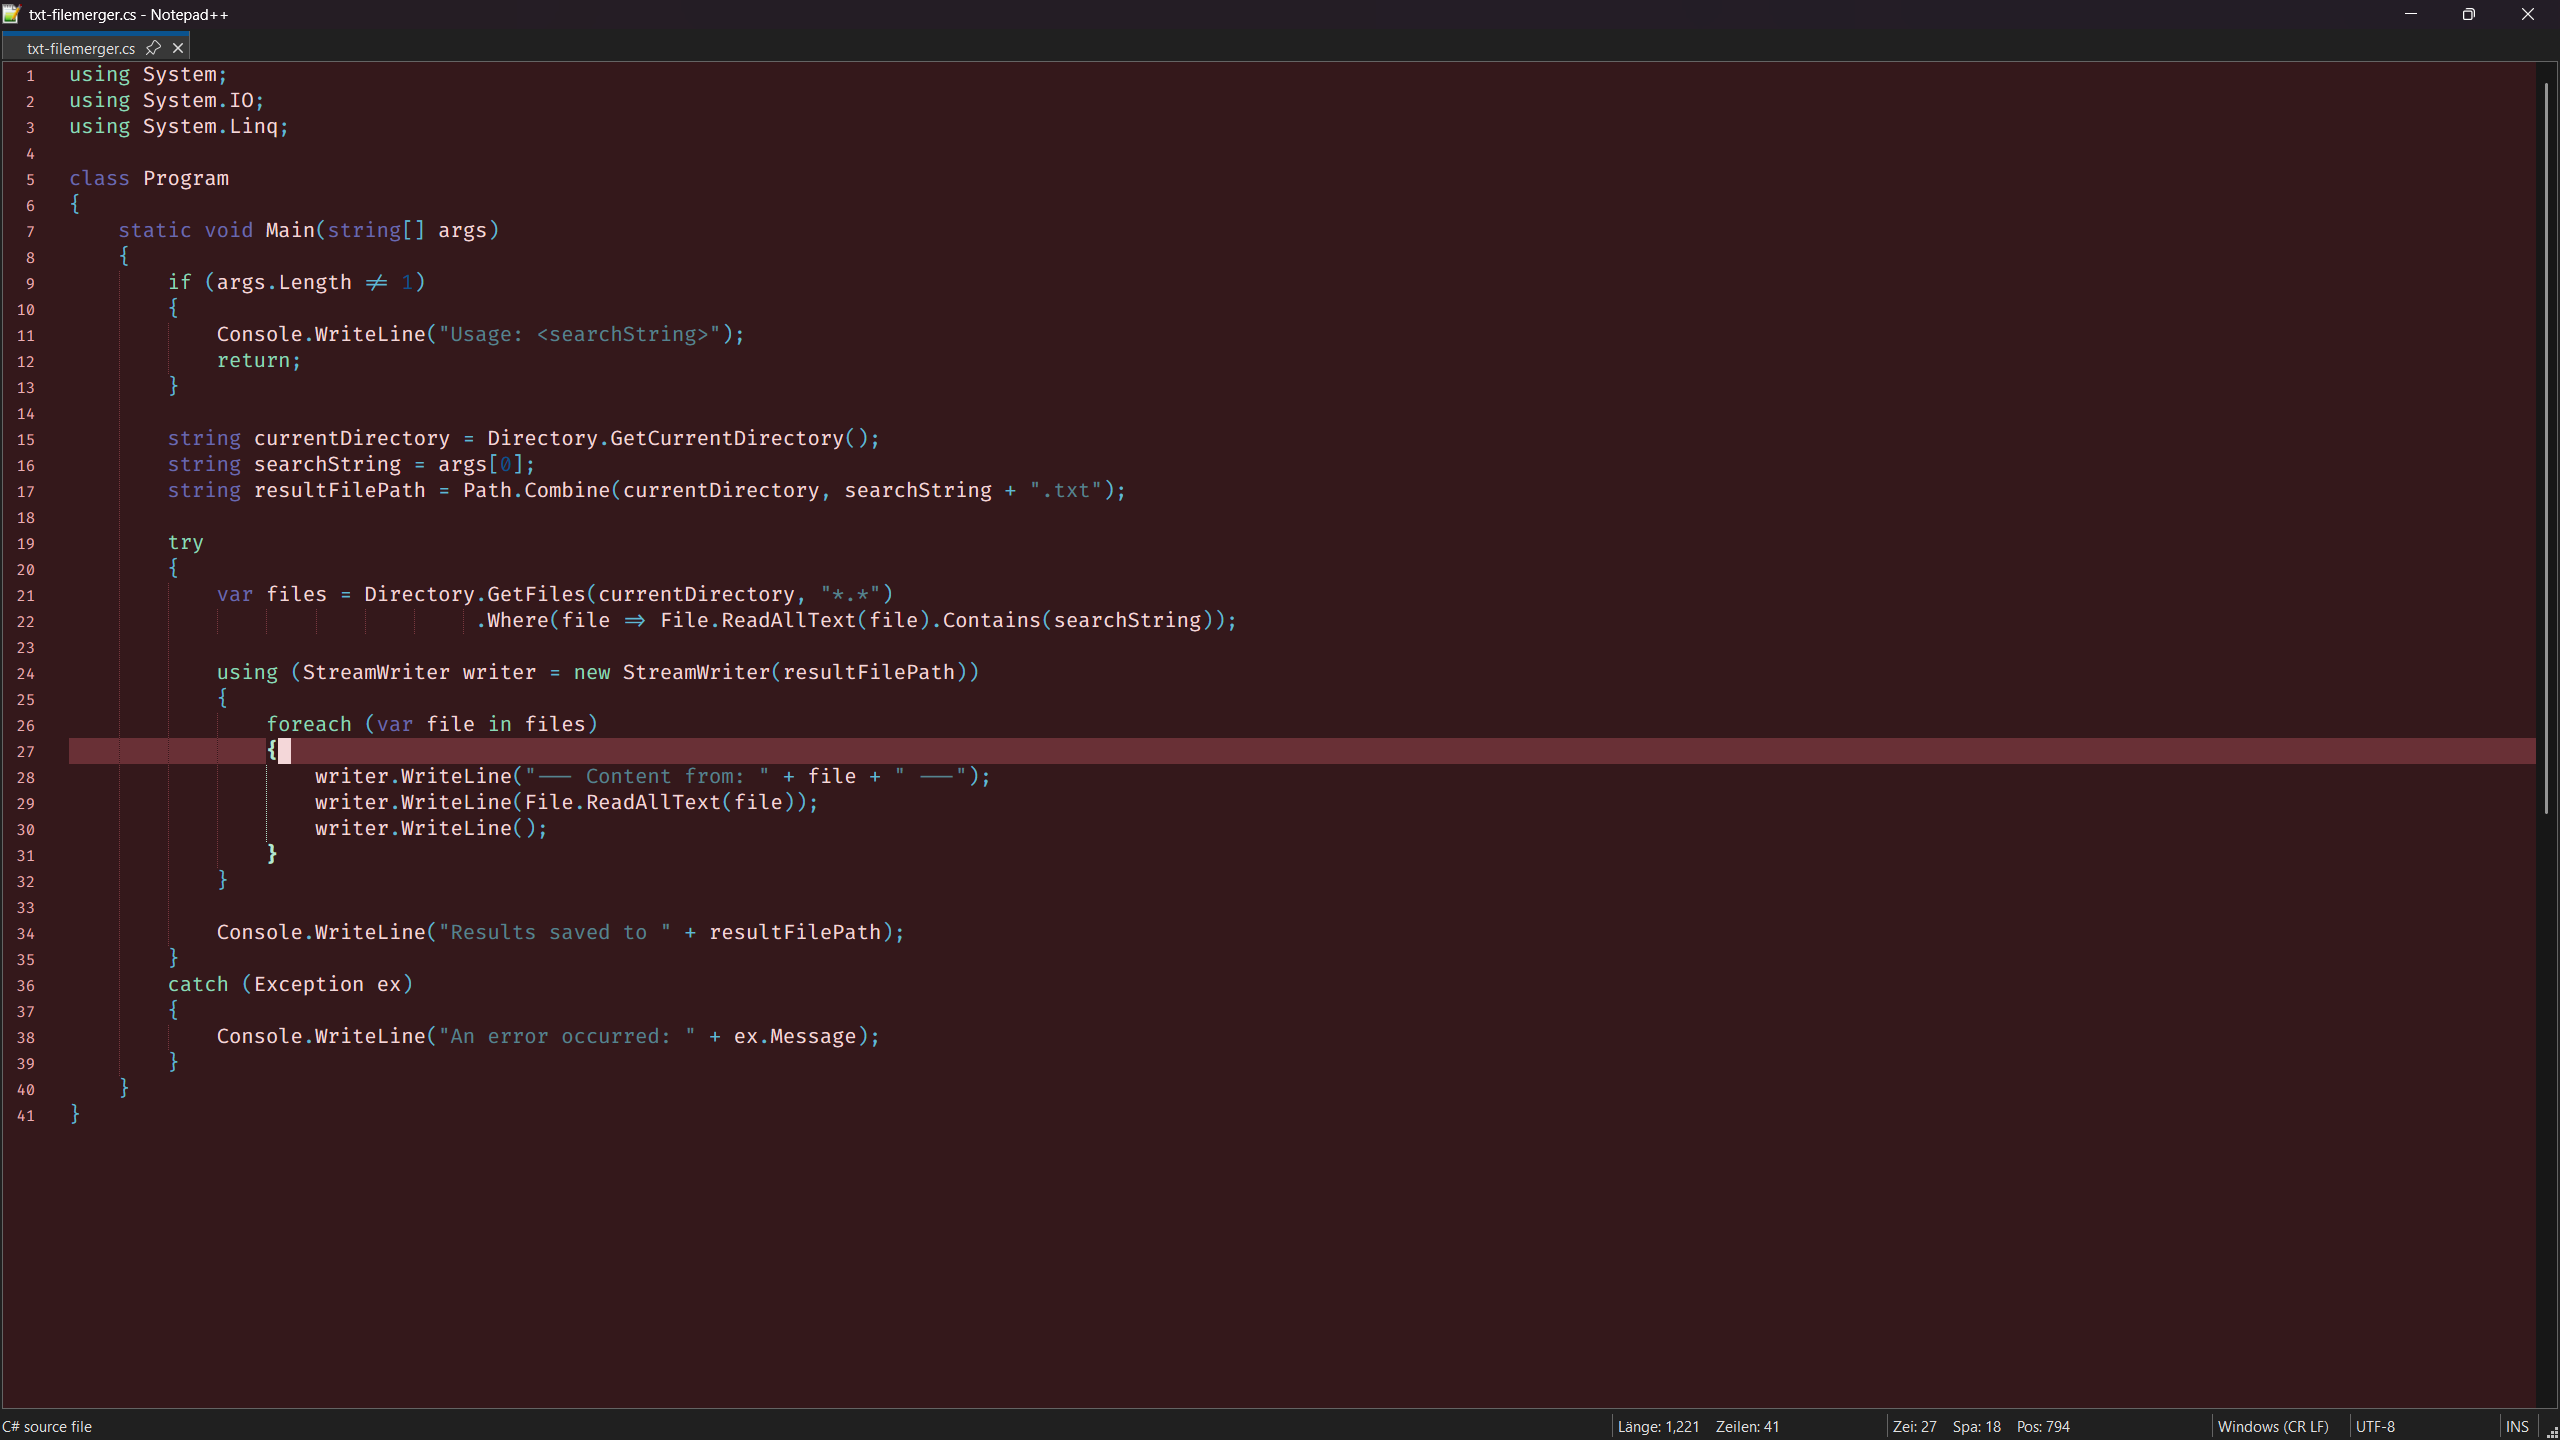 txt-filemerger.cs - Notepad++
txt-filemerger.cs
1 using System;
2 using System.IO;
3 using System.Linq;
4
5 class Program
6 {
7     static void Main(string[] args)
8     {
9         if (args.Length != 1)
10         {
11             Console.WriteLine("Usage: <searchString>");
12             return;
13         }
14
15         string currentDirectory = Directory.GetCurrentDirectory();
16         string searchString = args[0];
17         string resultFilePath = Path.Combine(currentDirectory, searchString + ".txt");
18
19         try
20         {
21             var files = Directory.GetFiles(currentDirectory, "*.*")
22                                  .Where(file => File.ReadAllText(file).Contains(searchString));
23
24             using (StreamWriter writer = new StreamWriter(resultFilePath))
25             {
26                 foreach (var file in files)
27                 {
28                     writer.WriteLine("--- Content from: " + file + " ---");
29                     writer.WriteLine(File.ReadAllText(file));
30                     writer.WriteLine();
31                 }
32             }
33
34             Console.WriteLine("Results saved to " + resultFilePath);
35         }
36         catch (Exception ex)
37         {
38             Console.WriteLine("An error occurred: " + ex.Message);
39         }
40     }
41 }
C# source file Länge: 1,221 Zeilen: 41 Zei: 27 Spa: 18 Pos: 794 Windows (CR LF) UTF-8 INS